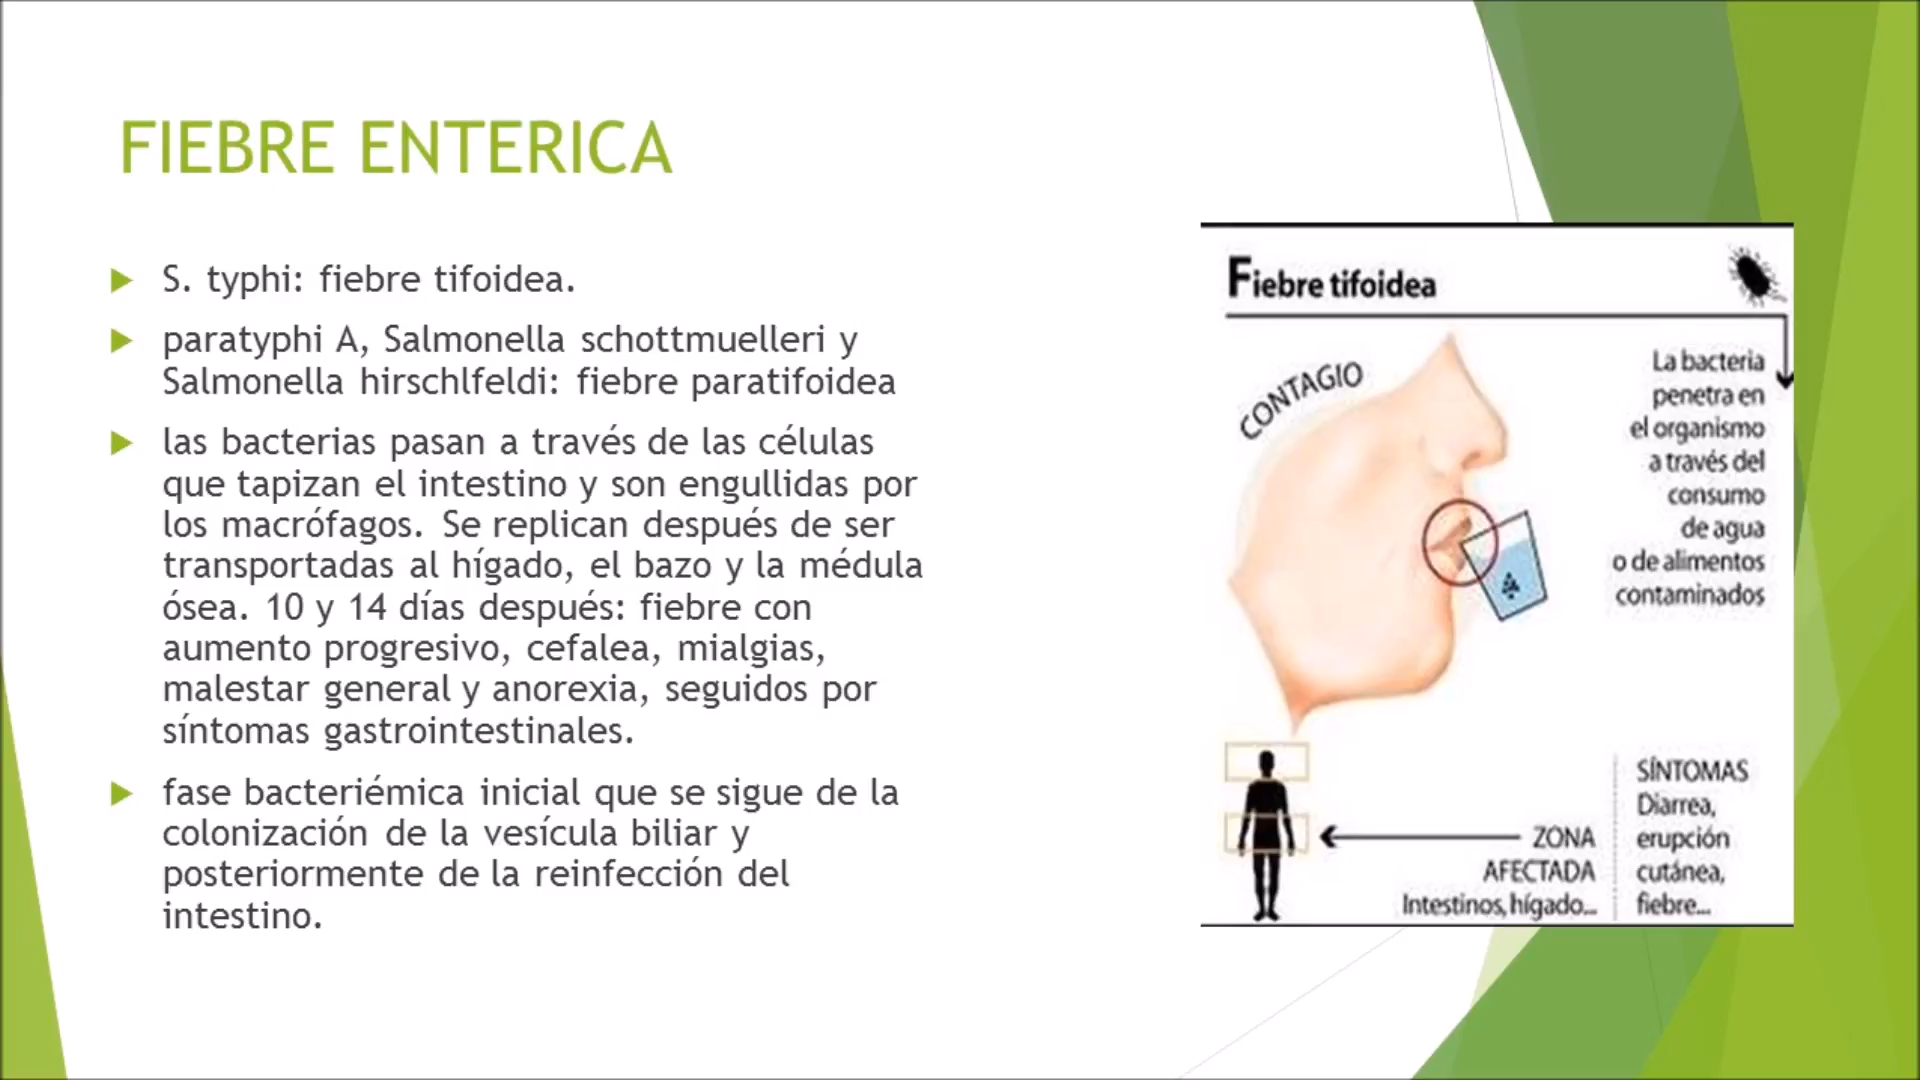 FIEBRE ENTERICA
S. typhi: fiebre tifoidea.
paratyphi A, Salmonella schottmuelleri y
Salmonella hirschlfeldi: fiebre paratifoidea
las bacterias pasan a través de las células
que tapizan el intestino y son engullidas por
los macrófagos. Se replican después de ser
transportadas al hígado, el bazo y la médula
ósea. 10 y 14 días después: fiebre con
aumento progresivo, cefalea, mialgias,
malestar general y anorexia, seguidos por
síntomas gastrointestinales.
fase bacteriémica inicial que se sigue de la
colonización de la vesícula biliar y
posteriormente de la reinfección del
intestino.
Fiebre tifoidea
CONTAGIO
La bacteria
penetra en
el organismo
a través del
consumo
de agua
o de alimentos
contaminados
ZONA
AFECTADA
Intestinos, hígado...
SÍNTOMAS
Diarrea,
erupción
cutánea,
fiebre...